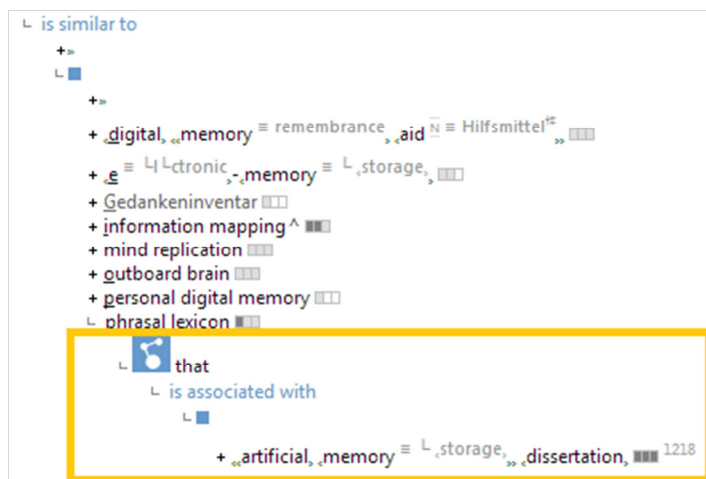 is similar to
+»
+»
+ ‹digital› ‹‹memory ≡ remembrance› ‹aid N ≡ Hilfsmittel ››
+ ‹e ≡ └l└ctronic›-‹memory ≡ └ ‹storage› ›
+ Gedankeninventar
+ information mapping ^
+ mind replication
+ outboard brain
+ personal digital memory
└ phrasal lexicon
└ that
└ is associated with
+ ‹‹artificial› ‹memory ≡ └ ‹storage› ›› ‹dissertation› 1218